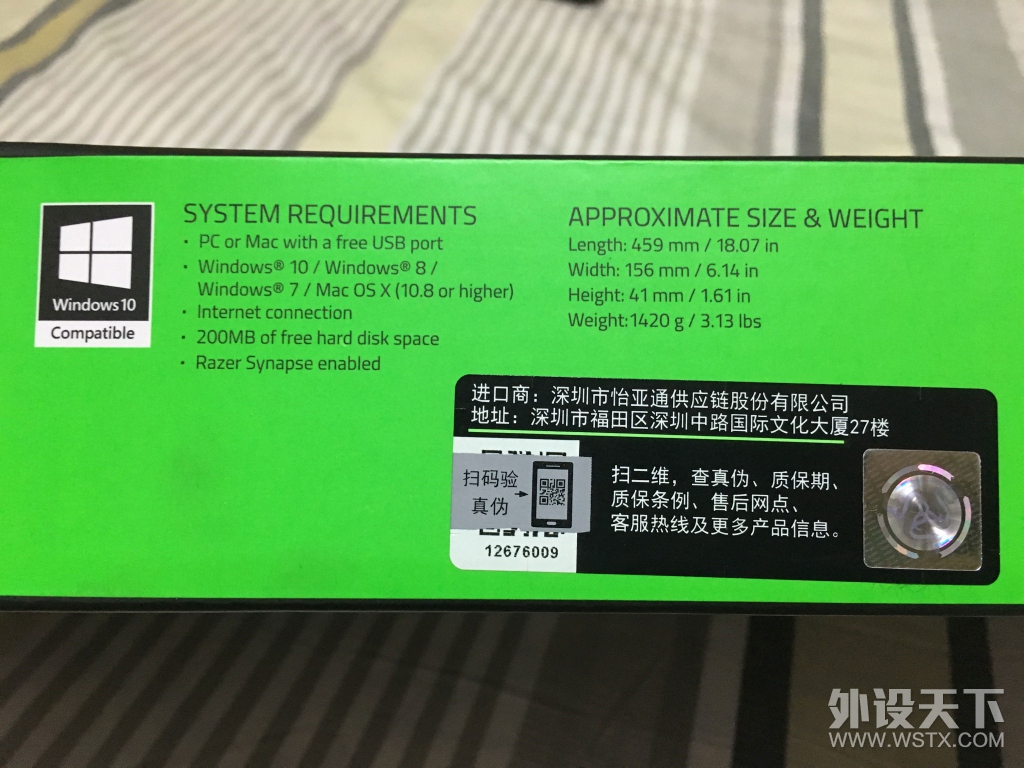 Windows 10
Compatible
SYSTEM REQUIREMENTS
· PC or Mac with a free USB port
· Windows® 10 / Windows® 8 /
Windows® 7 / Mac OS X (10.8 or higher)
· Internet connection
· 200MB of free hard disk space
· Razer Synapse enabled
APPROXIMATE SIZE & WEIGHT
Length: 459 mm / 18.07 in
Width: 156 mm / 6.14 in
Height: 41 mm / 1.61 in
Weight:1420 g / 3.13 lbs
进口商：深圳市怡亚通供应链股份有限公司
地址：深圳市福田区深圳中路国际文化大厦27楼
扫码验
真伪
12676009
扫二维，查真伪、质保期、
质保条例、售后网点、
客服热线及更多产品信息。
外设天下
WWW.WSTX.COM